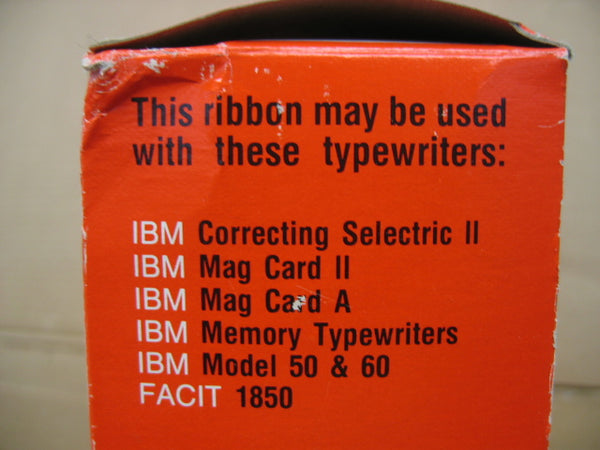 This ribbon may be used
with these typewriters:
IBM Correcting Selectric II
IBM Mag Card II
IBM Mag Card A
IBM Memory Typewriters
IBM Model 50 & 60
FACIT 1850